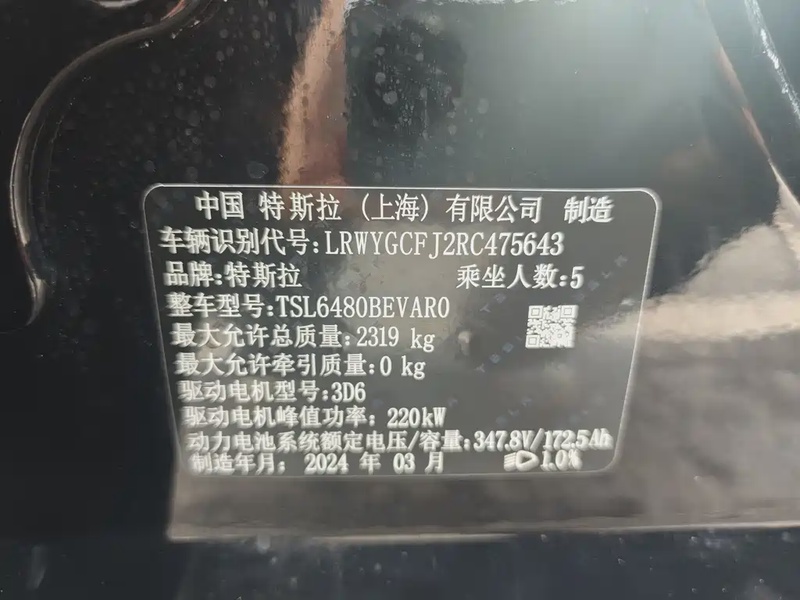 中国 特斯拉（上海）有限公司 制造
车辆识别代号:LRWYGCFJ2RC475643
品牌:特斯拉 乘坐人数:5
整车型号:TSL6480BEVAR0
最大允许总质量:2319 kg
最大允许牵引质量:0 kg
驱动电机型号:3D6
驱动电机峰值功率: 220kW
动力电池系统额定电压/容量:347.8V/172.5Ah
制造年月: 2024 年 03 月 1.0%